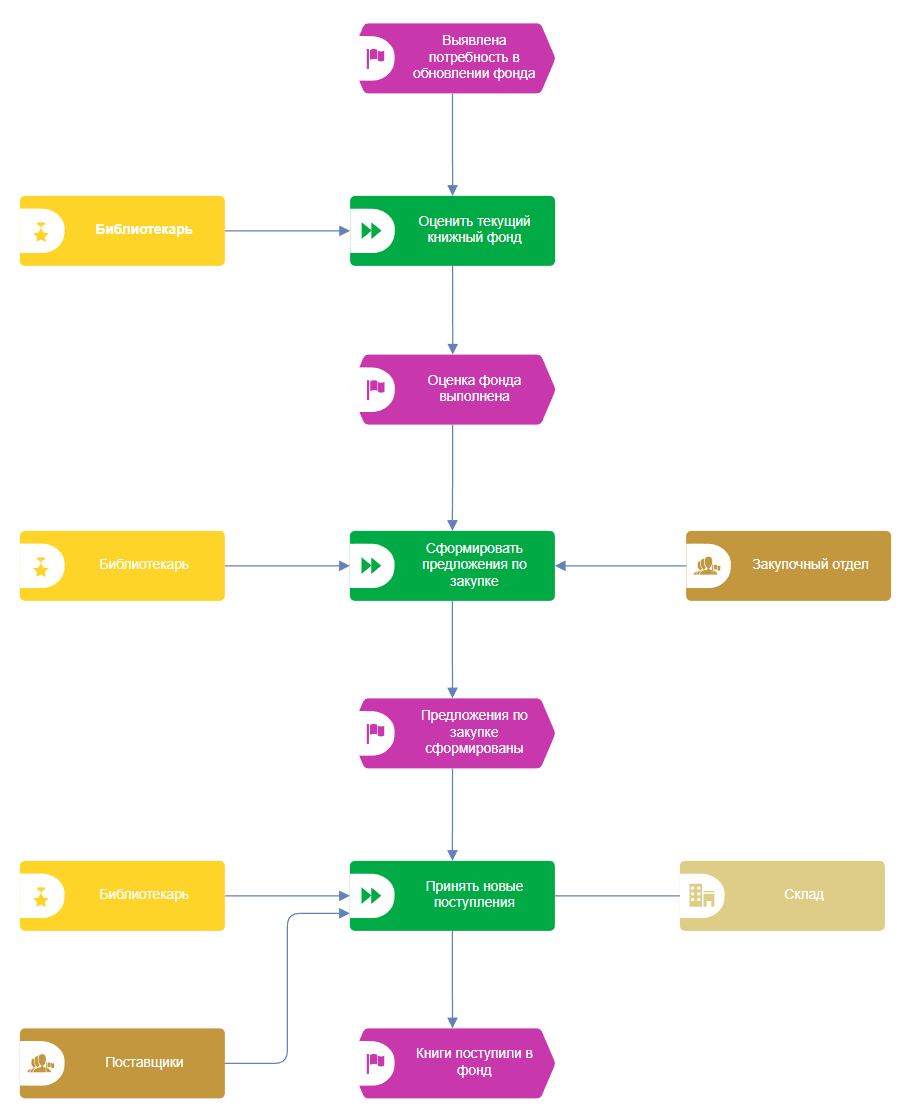 Выявлена
потребность в
обновлении фонда
Библиотекарь
Оценить текущий
книжный фонд
Оценка фонда
выполнена
Библиотекарь
Сформировать
предложения по
закупке
Закупочный отдел
Предложения по
закупке
сформированы
Библиотекарь
Принять новые
поступления
Склад
Поставщики
Книги поступили в
фонд